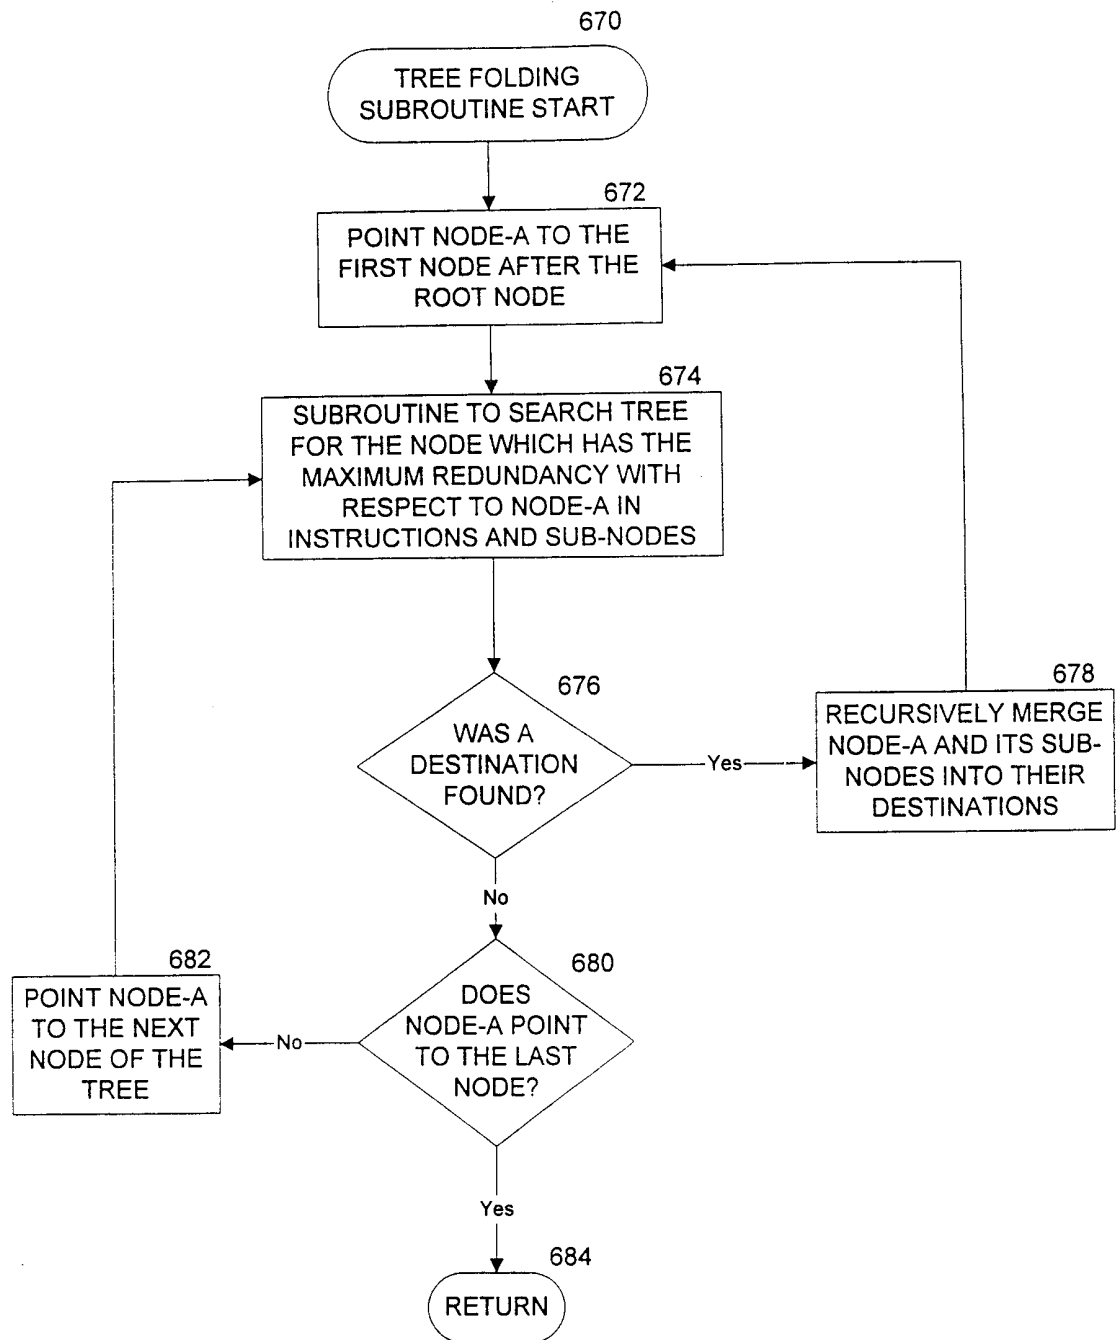 670
TREE FOLDING
SUBROUTINE START
672
POINT NODE-A TO THE
FIRST NODE AFTER THE
ROOT NODE
674
SUBROUTINE TO SEARCH TREE
FOR THE NODE WHICH HAS THE
MAXIMUM REDUNDANCY WITH
RESPECT TO NODE-A IN
INSTRUCTIONS AND SUB-NODES
676
WAS A
DESTINATION
FOUND?
Yes
678
RECURSIVELY MERGE
NODE-A AND ITS SUB-
NODES INTO THEIR
DESTINATIONS
No
680
DOES
NODE-A POINT
TO THE LAST
NODE?
No
682
POINT NODE-A
TO THE NEXT
NODE OF THE
TREE
Yes
684
RETURN